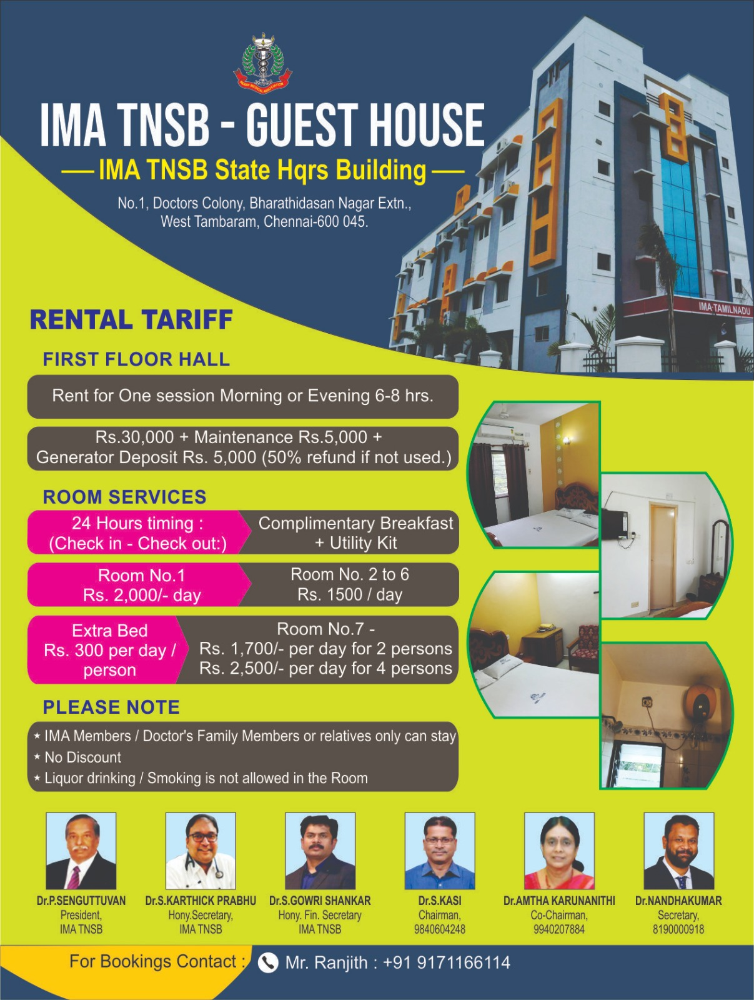 INDIAN MEDICAL ASSOCIATION
IMA TNSB - GUEST HOUSE
IMA TNSB State Hqrs Building
No.1, Doctors Colony, Bharathidasan Nagar Extn.,
West Tambaram, Chennai-600 045.
IMA-TAMILNADU
RENTAL TARIFF
FIRST FLOOR HALL
Rent for One session Morning or Evening 6-8 hrs.
Rs.30,000 + Maintenance Rs.5,000 +
Generator Deposit Rs. 5,000 (50% refund if not used.)
ROOM SERVICES
24 Hours timing :
(Check in - Check out:)
Complimentary Breakfast
+ Utility Kit
Room No.1
Rs. 2,000/- day
Room No. 2 to 6
Rs. 1500 / day
Extra Bed
Rs. 300 per day /
person
Room No.7 -
Rs. 1,700/- per day for 2 persons
Rs. 2,500/- per day for 4 persons
PLEASE NOTE
⋆ IMA Members / Doctor's Family Members or relatives only can stay
⋆ No Discount
⋆ Liquor drinking / Smoking is not allowed in the Room
Dr.P.SENGUTTUVAN
President,
IMA TNSB
Dr.S.KARTHICK PRABHU
Hony.Secretary,
IMA TNSB
Dr.S.GOWRI SHANKAR
Hony. Fin. Secretary
IMA TNSB
Dr.S.KASI
Chairman,
9840604248
Dr.AMTHA KARUNANITHI
Co-Chairman,
9940207884
Dr.NANDHAKUMAR
Secretary,
8190000918
For Bookings Contact :
Mr. Ranjith : +91 9171166114